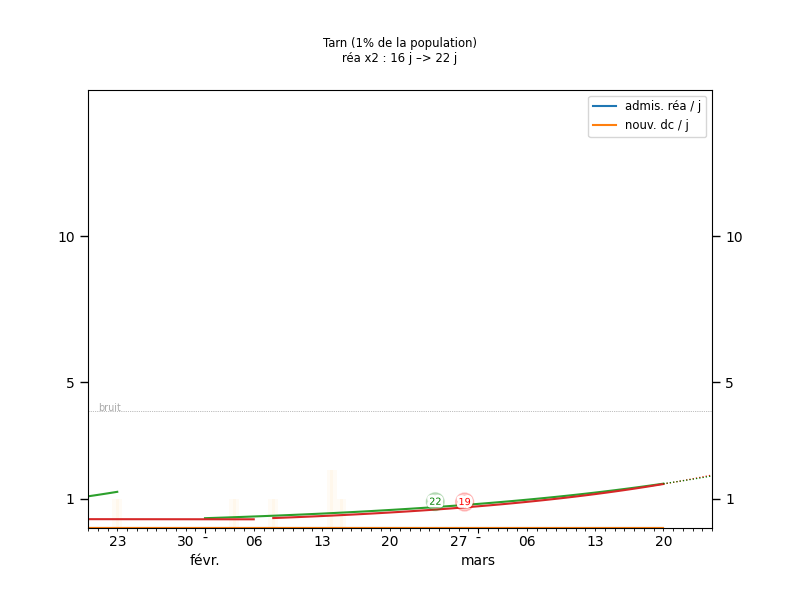 Tarn (1% de la population)
réa x2 : 16 j –> 22 j
admis. réa / j
nouv. dc / j
10 10
5 5
bruit
22 19
1 1
23 30 - 06 13 20 27 - 06 13 20
févr. mars